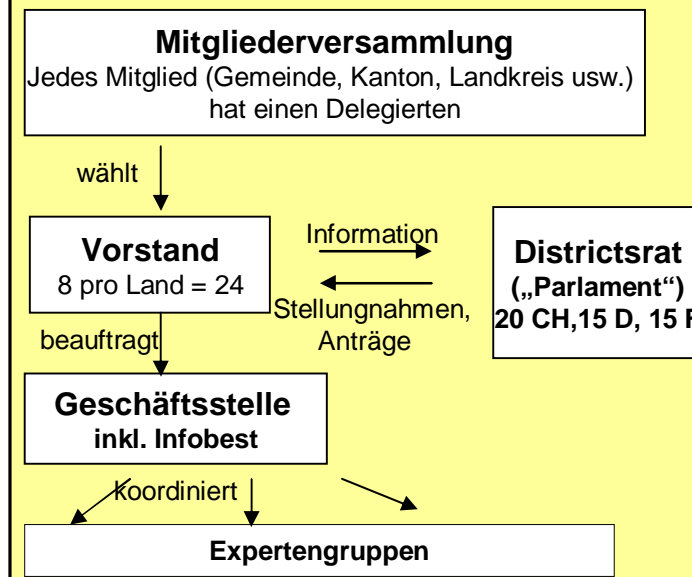 Mitgliederversammlung
Jedes Mitglied (Gemeinde, Kanton, Landkreis usw.)
hat einen Delegierten
wählt
Vorstand
8 pro Land = 24
Information
Stellungnahmen,
Anträge
Districtsrat
(„Parlament“)
20 CH,15 D, 15 F
beauftragt
Geschäftsstelle
inkl. Infobest
koordiniert
Expertengruppen